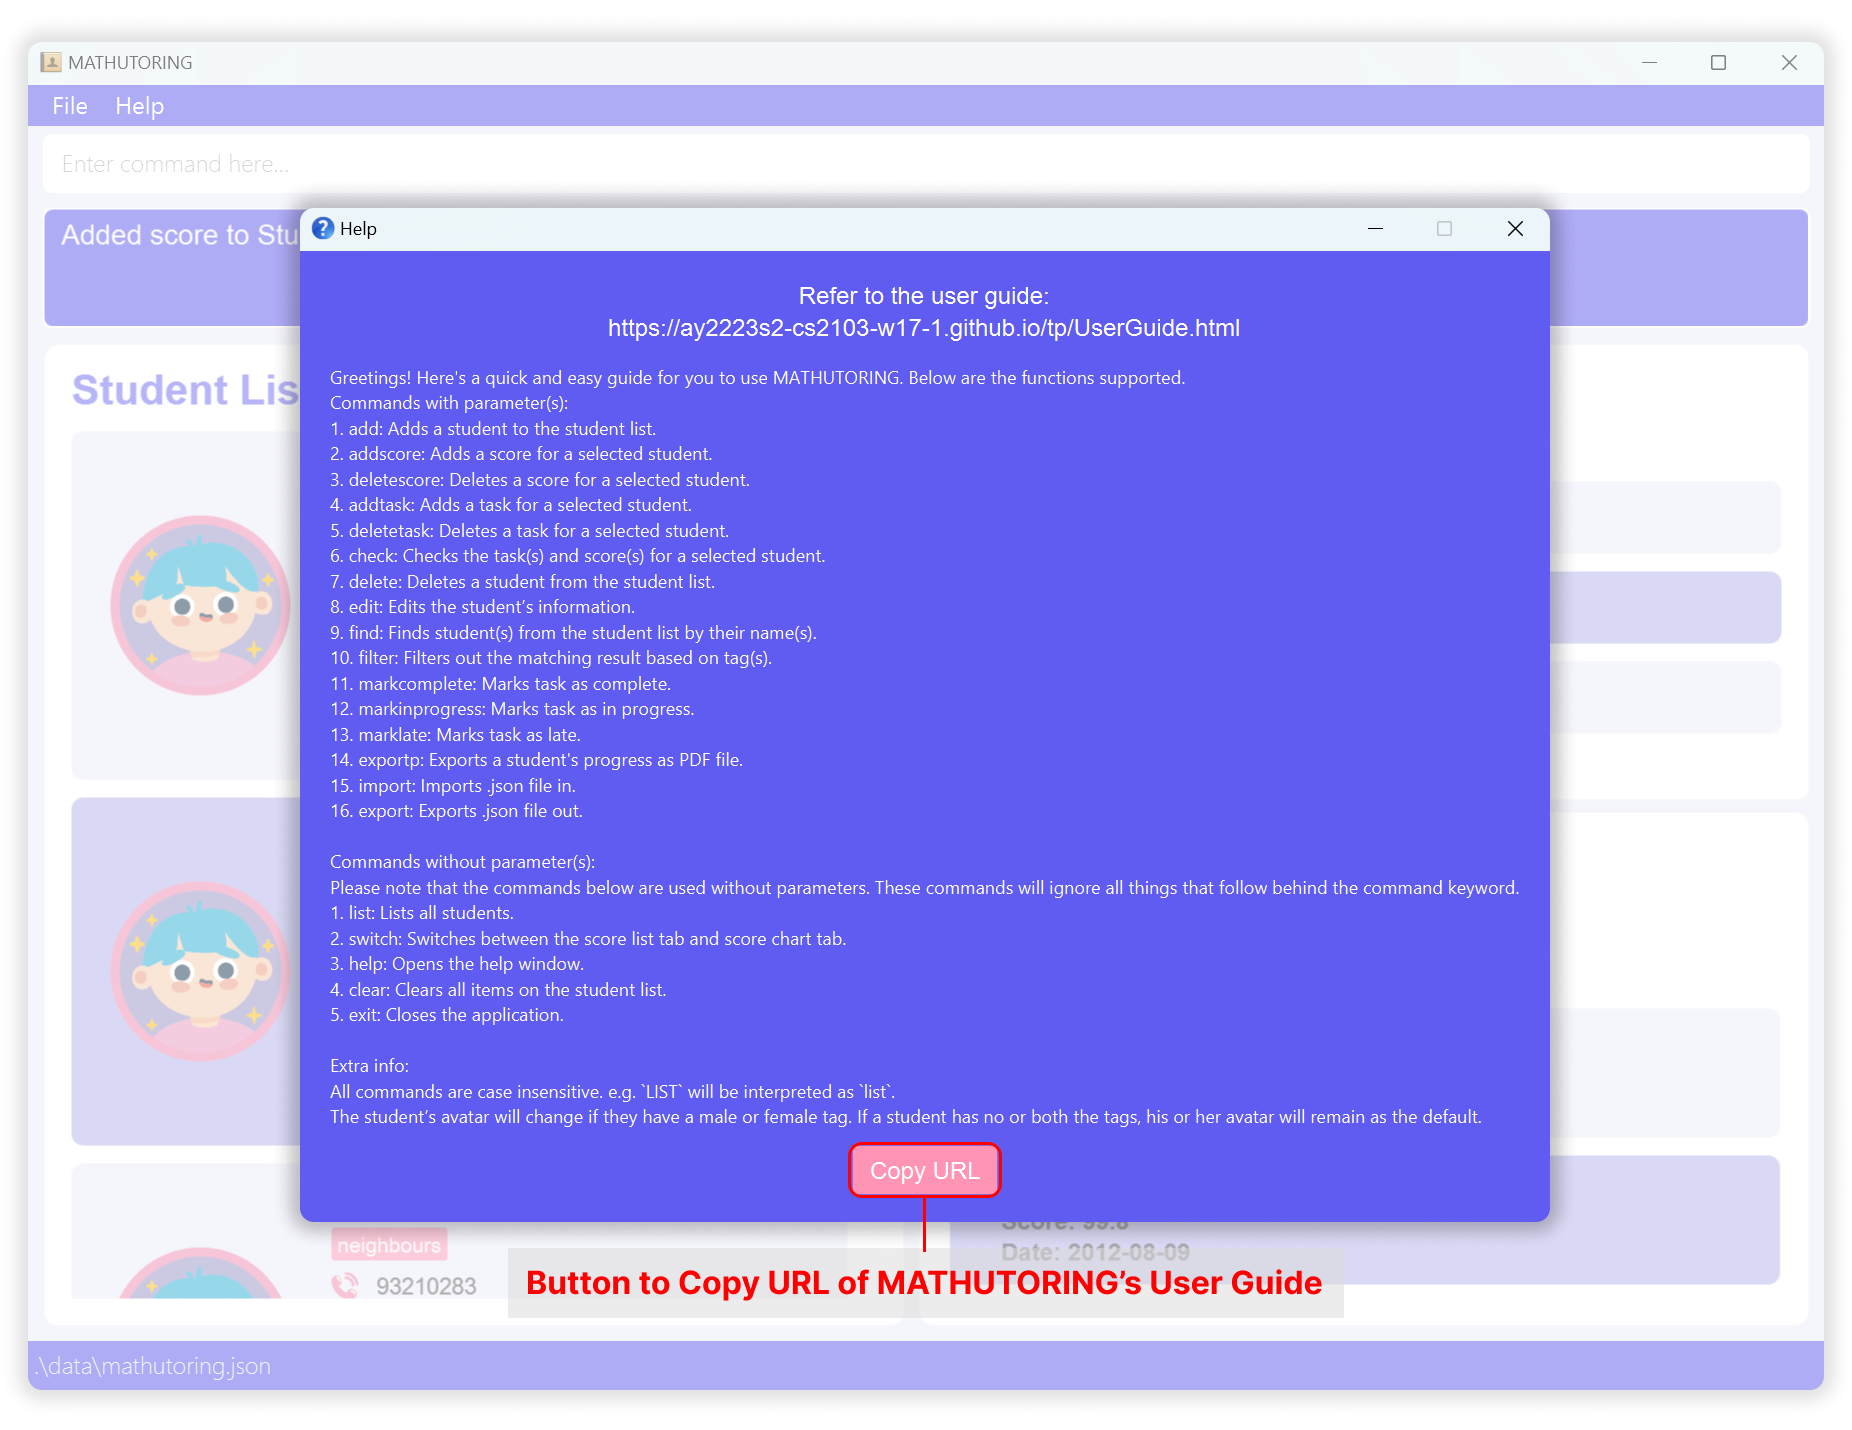 MATHUTORING
File Help
Enter command here...
Added score to Stu
Help
Refer to the user guide:
https://ay2223s2-cs2103-w17-1.github.io/tp/UserGuide.html
Student Lis
Greetings! Here's a quick and easy guide for you to use MATHUTORING. Below are the functions supported.
Commands with parameter(s):
1. add: Adds a student to the student list.
2. addscore: Adds a score for a selected student.
3. deletescore: Deletes a score for a selected student.
4. addtask: Adds a task for a selected student.
5. deletetask: Deletes a task for a selected student.
6. check: Checks the task(s) and score(s) for a selected student.
7. delete: Deletes a student from the student list.
8. edit: Edits the student’s information.
9. find: Finds student(s) from the student list by their name(s).
10. filter: Filters out the matching result based on tag(s).
11. markcomplete: Marks task as complete.
12. markinprogress: Marks task as in progress.
13. marklate: Marks task as late.
14. exportp: Exports a student's progress as PDF file.
15. import: Imports .json file in.
16. export: Exports .json file out.
Commands without parameter(s):
Please note that the commands below are used without parameters. These commands will ignore all things that follow behind the command keyword.
1. list: Lists all students.
2. switch: Switches between the score list tab and score chart tab.
3. help: Opens the help window.
4. clear: Clears all items on the student list.
5. exit: Closes the application.
Extra info:
All commands are case insensitive. e.g. `LIST` will be interpreted as `list`.
The student’s avatar will change if they have a male or female tag. If a student has no or both the tags, his or her avatar will remain as the default.
Copy URL
Score: 99.8
neighbours
Date: 2012-08-09
93210283
Button to Copy URL of MATHUTORING’s User Guide
.\data\mathutoring.json